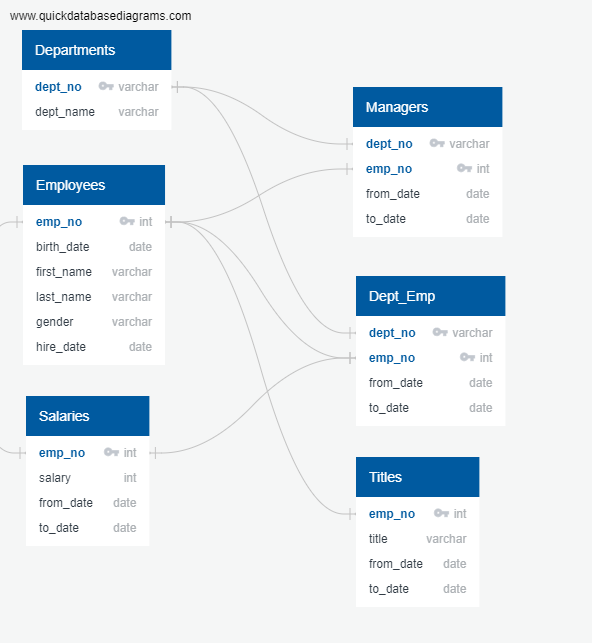 www.quickdatabasediagrams.com
Departments
dept_no varchar
dept_name varchar
Employees
emp_no int
birth_date date
first_name varchar
last_name varchar
gender varchar
hire_date date
Salaries
emp_no int
salary int
from_date date
to_date date
Managers
dept_no varchar
emp_no int
from_date date
to_date date
Dept_Emp
dept_no varchar
emp_no int
from_date date
to_date date
Titles
emp_no int
title varchar
from_date date
to_date date